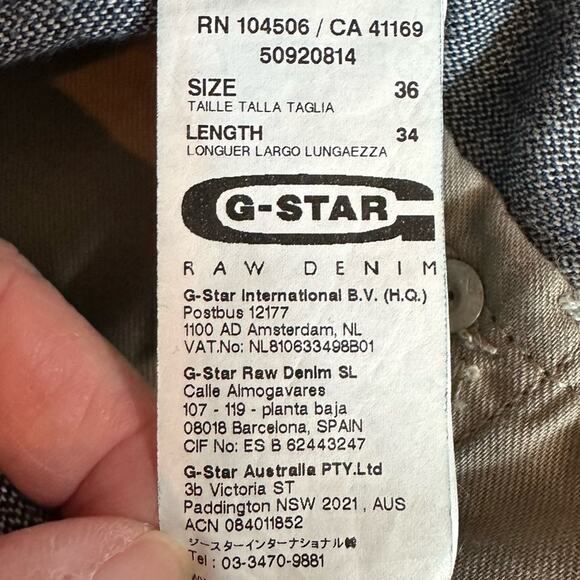 RN 104506 / CA 41169
50920814
SIZE 36
TAILLE TALLA TAGLIA
LENGTH 34
LONGUER LARGO LUNGAEZZA
G-STAR
RAW DENIM
G-Star International B.V. (H.Q.)
Postbus 12177
1100 AD Amsterdam, NL
VAT.No: NL810633498B01
G-Star Raw Denim SL
Calle Almogavares
107 - 119 - planta baja
08018 Barcelona, SPAIN
CIF No: ES B 62443247
G-Star Australia PTY.Ltd
3b Victoria ST
Paddington NSW 2021 , AUS
ACN 084011852
ジースターインターナショナル㈱
Tel : 03-3470-9881